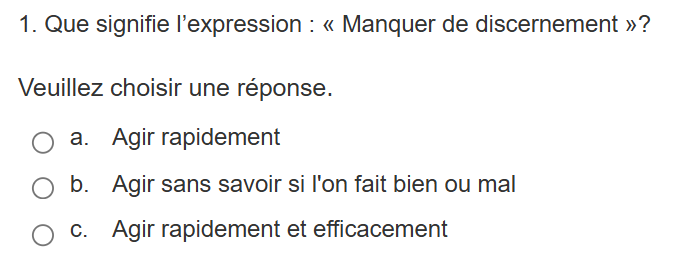 1. Que signifie l’expression : « Manquer de discernement »?
Veuillez choisir une réponse.
a. Agir rapidement
b. Agir sans savoir si l'on fait bien ou mal
c. Agir rapidement et efficacement